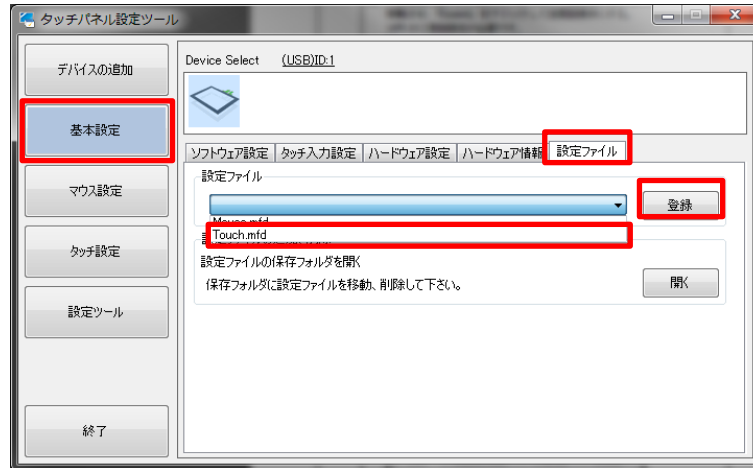 タッチパネル設定ツール
デバイスの追加
基本設定
マウス設定
タッチ設定
設定ツール
終了
Device Select (USB)ID:1
ソフトウェア設定 タッチ入力設定 ハードウェア設定 ハードウェア情報 設定ファイル
設定ファイル
登録
Mouse.mfd
Touch.mfd
設定ファイルの保存フォルダを開く
保存フォルダに設定ファイルを移動、削除して下さい。
開く